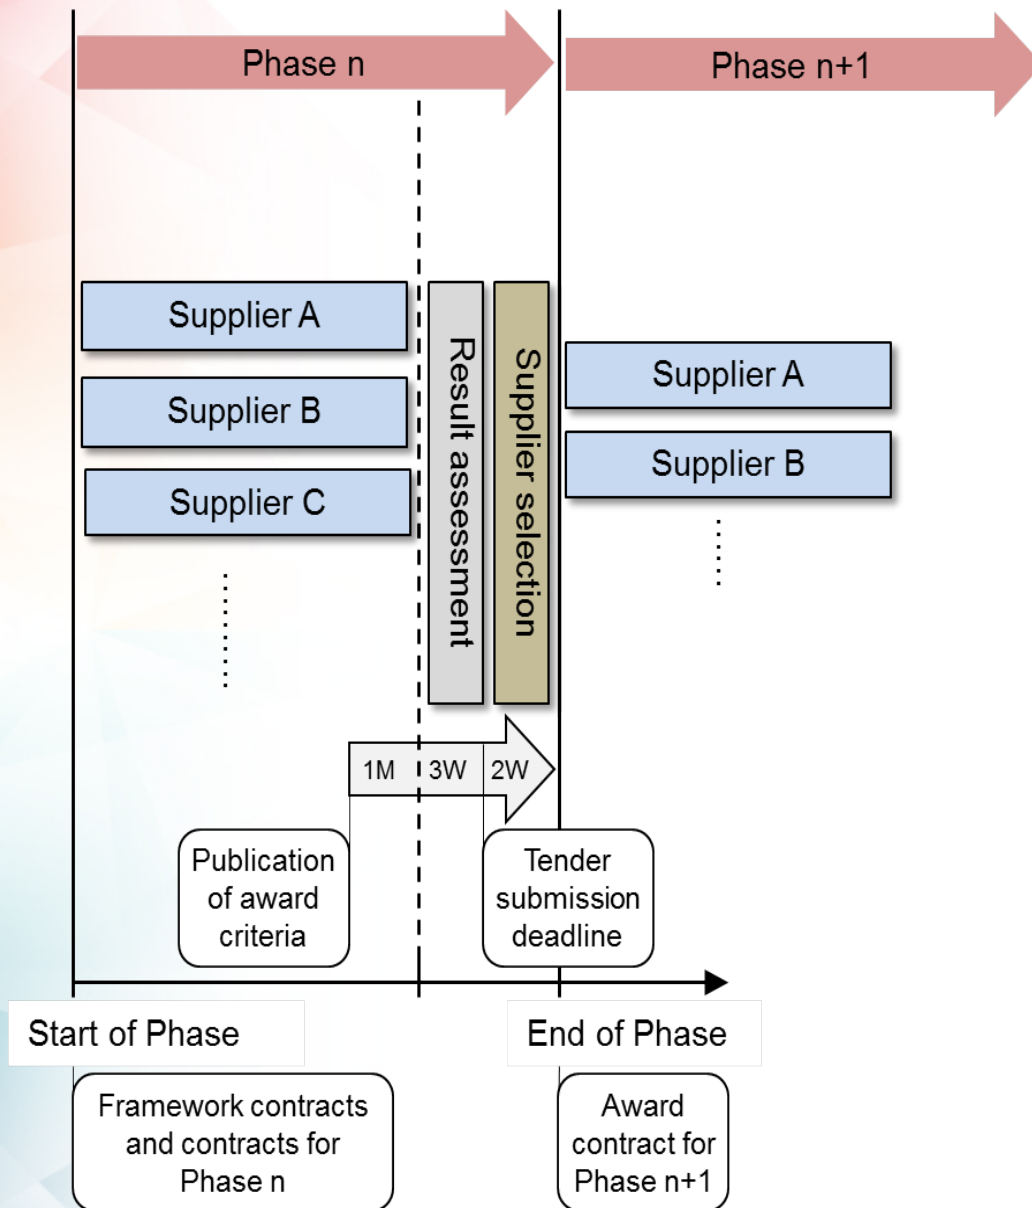 Phase n
Phase n+1
Supplier A
Supplier B
Supplier C
Result assessment
Supplier selection
Supplier A
Supplier B
1M
3W
2W
Publication
of award
criteria
Tender
submission
deadline
Start of Phase
End of Phase
Framework contracts
and contracts for
Phase n
Award
contract for
Phase n+1